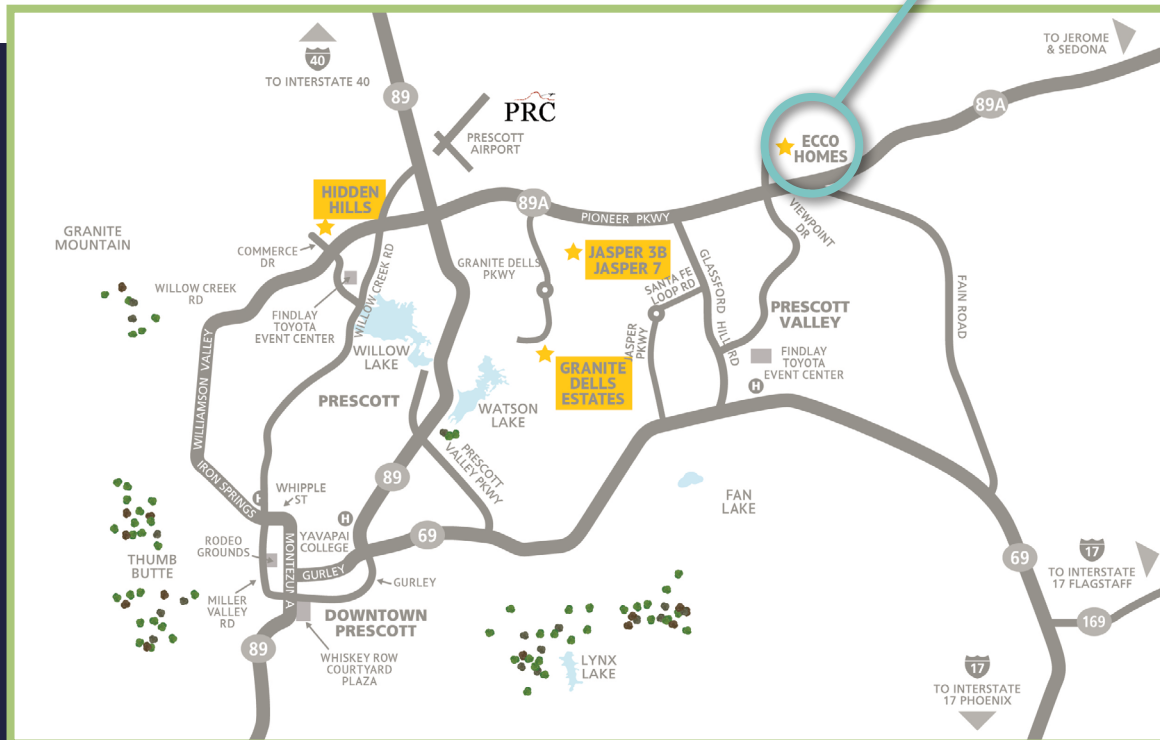 40
TO INTERSTATE 40
89
PRC
PRESCOTT
AIRPORT
TO JEROME
& SEDONA
89A
ECCO
HOMES
HIDDEN
HILLS
89A
PIONEER PKWY
VIEWPOINT
DR
GRANITE
MOUNTAIN
COMMERCE
DR
WILLOW CREEK RD
GRANITE DELLS
PKWY
JASPER 3B
JASPER 7
SANTA FE
LOOP RD
GLASSFORD HILL RD
FAIN ROAD
WILLOW CREEK
RD
FINDLAY
TOYOTA
EVENT CENTER
PRESCOTT
VALLEY
WILLOW
LAKE
JASPER
PKWY
FINDLAY
TOYOTA
EVENT CENTER
H
GRANITE
DELLS
ESTATES
WILLIAMSON VALLEY
PRESCOTT
WATSON
LAKE
PRESCOTT
VALLEY PKWY
IRON SPRINGS
H
WHIPPLE
ST
89
FAN
LAKE
H
YAVAPAI
COLLEGE
69
RODEO
GROUNDS
MONTEZUMA
THUMB
BUTTE
GURLEY
GURLEY
MILLER
VALLEY
RD
DOWNTOWN
PRESCOTT
69
17
TO INTERSTATE
17 FLAGSTAFF
169
89
WHISKEY ROW
COURTYARD
PLAZA
LYNX
LAKE
17
TO INTERSTATE
17 PHOENIX